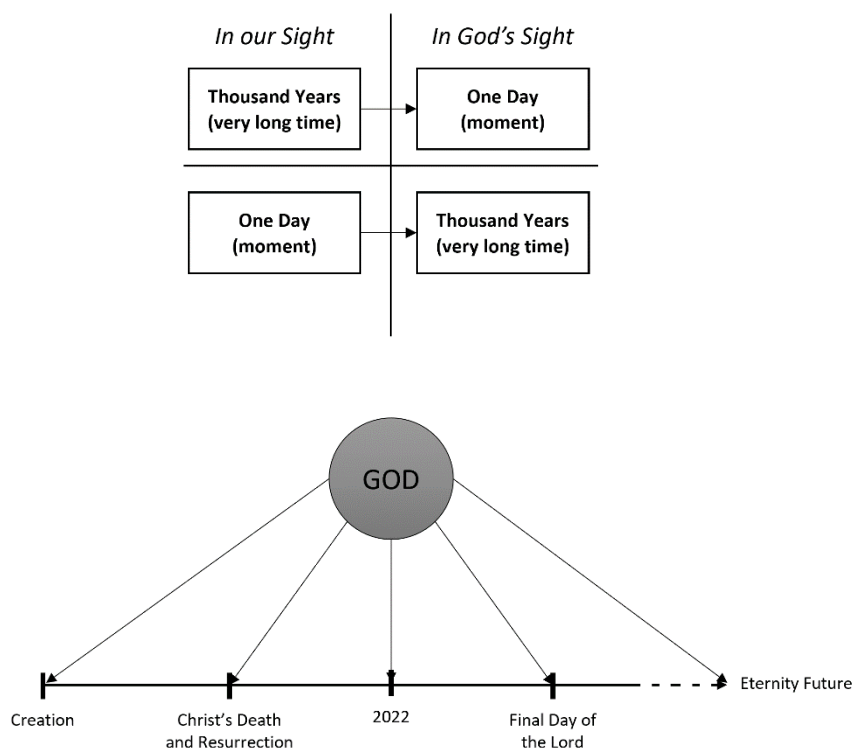 In our Sight
In God's Sight
Thousand Years
(very long time)
One Day
(moment)
One Day
(moment)
Thousand Years
(very long time)
GOD
Creation
Christ's Death
and Resurrection
2022
Final Day of
the Lord
Eternity Future